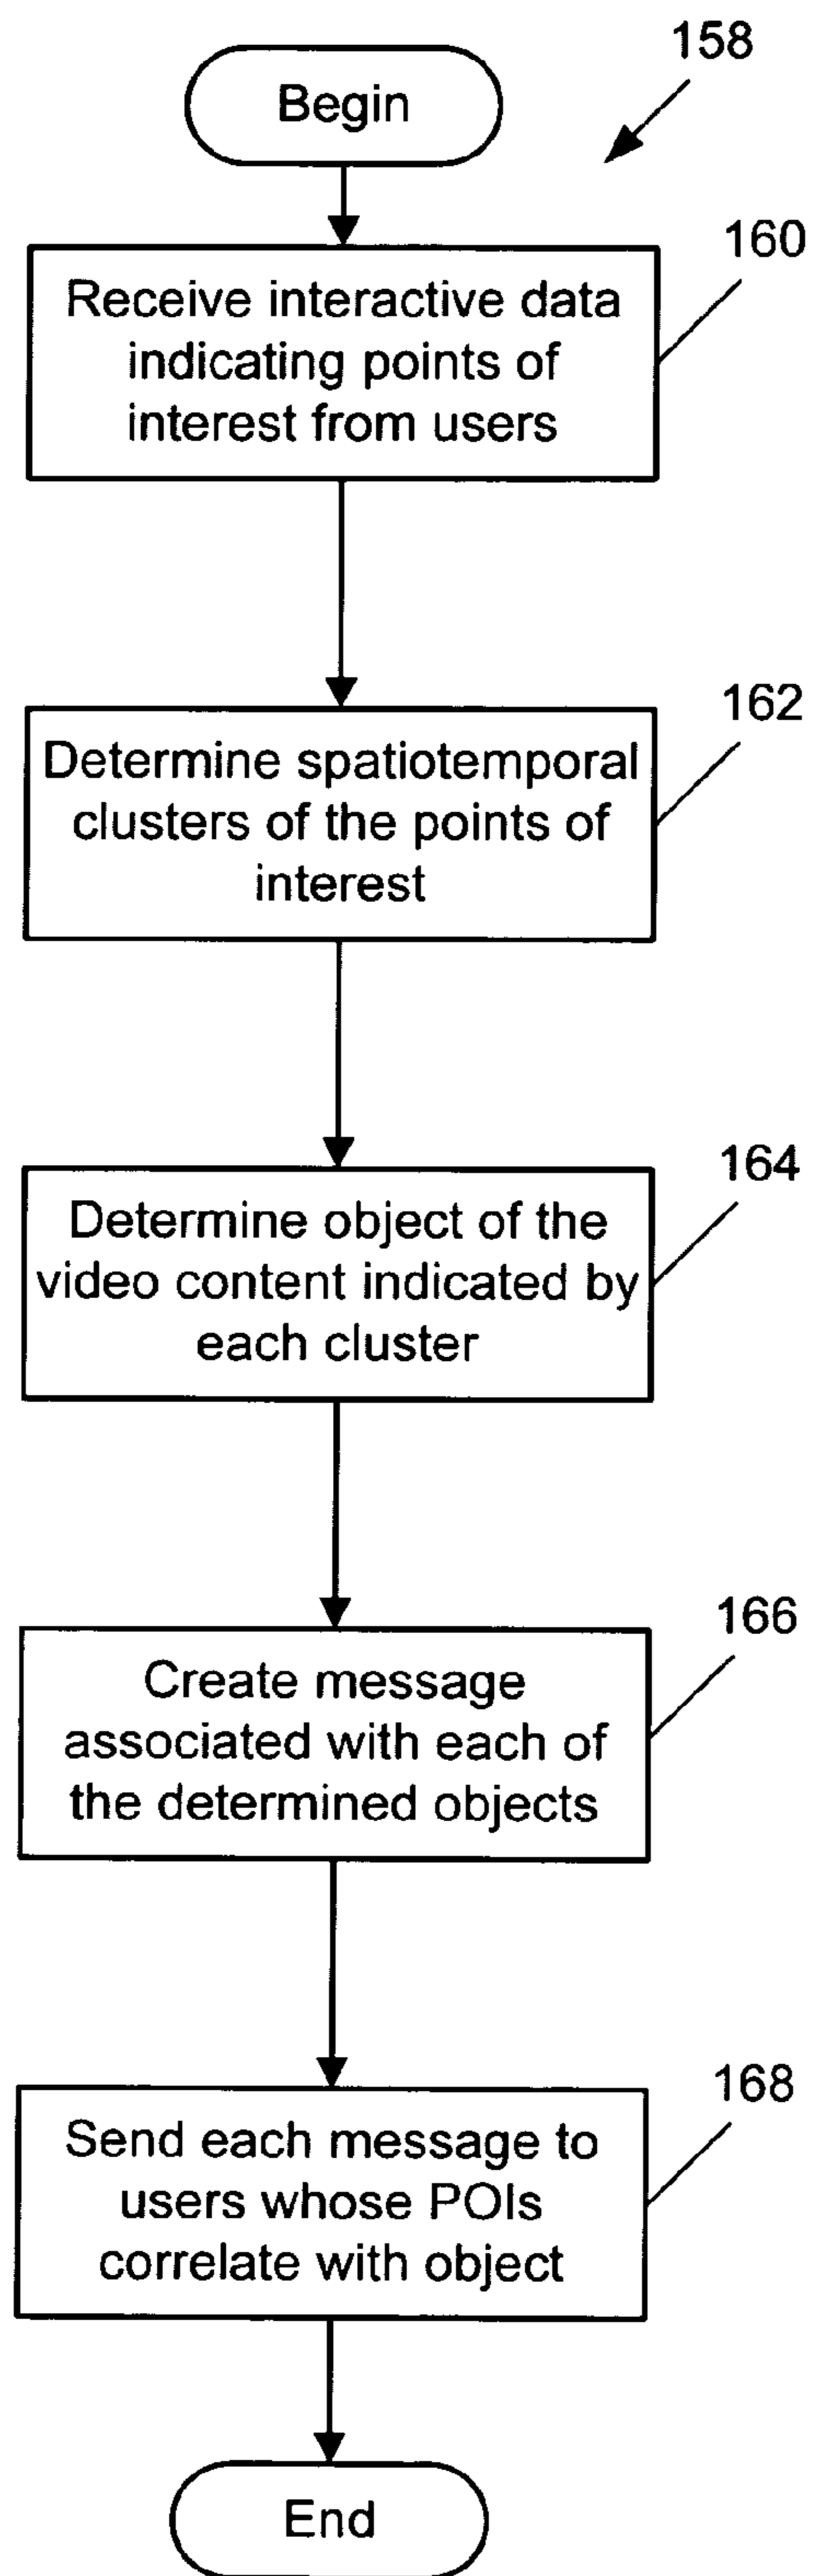 158
Begin
160
Receive interactive data
indicating points of
interest from users
162
Determine spatiotemporal
clusters of the points of
interest
164
Determine object of the
video content indicated by
each cluster
166
Create message
associated with each of
the determined objects
168
Send each message to
users whose POIs
correlate with object
End